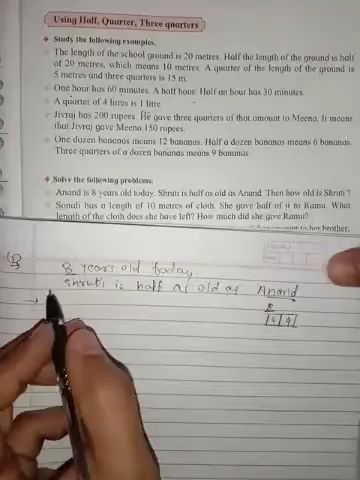 Using Half, Quarter, Three quarters
Study the following examples.
The length of the school ground is 20 metres. Half the length of the ground is half
of 20 metres, which means 10 metres. A quarter of the length of the ground is
5 metres and three quarters is 15 m.
One hour has 60 minutes. A half hour/ Half an hour has 30 minutes.
A quarter of 4 litres is 1 litre
Jivraj has 200 rupees. He gave three quarters of that amount to Meena. It means
that Jivraj gave Meena 150 rupees.
One dozen bananas means 12 bananas. Half a dozen bananas means 6 bananas.
Three quarters of a dozen bananas means 9 bananas.
Solve the following problems.
Anand is 8 years old today. Shruti is half as old as Anand. Then how old is Shruti ?
Sonali has a length of 10 metres of cloth. She gave half of it to Ramu. What
length of the cloth does she have left? How much did she give Ramu?
to her brother.
8 years old today,
Shruti is half as old as Anand
8
4 4